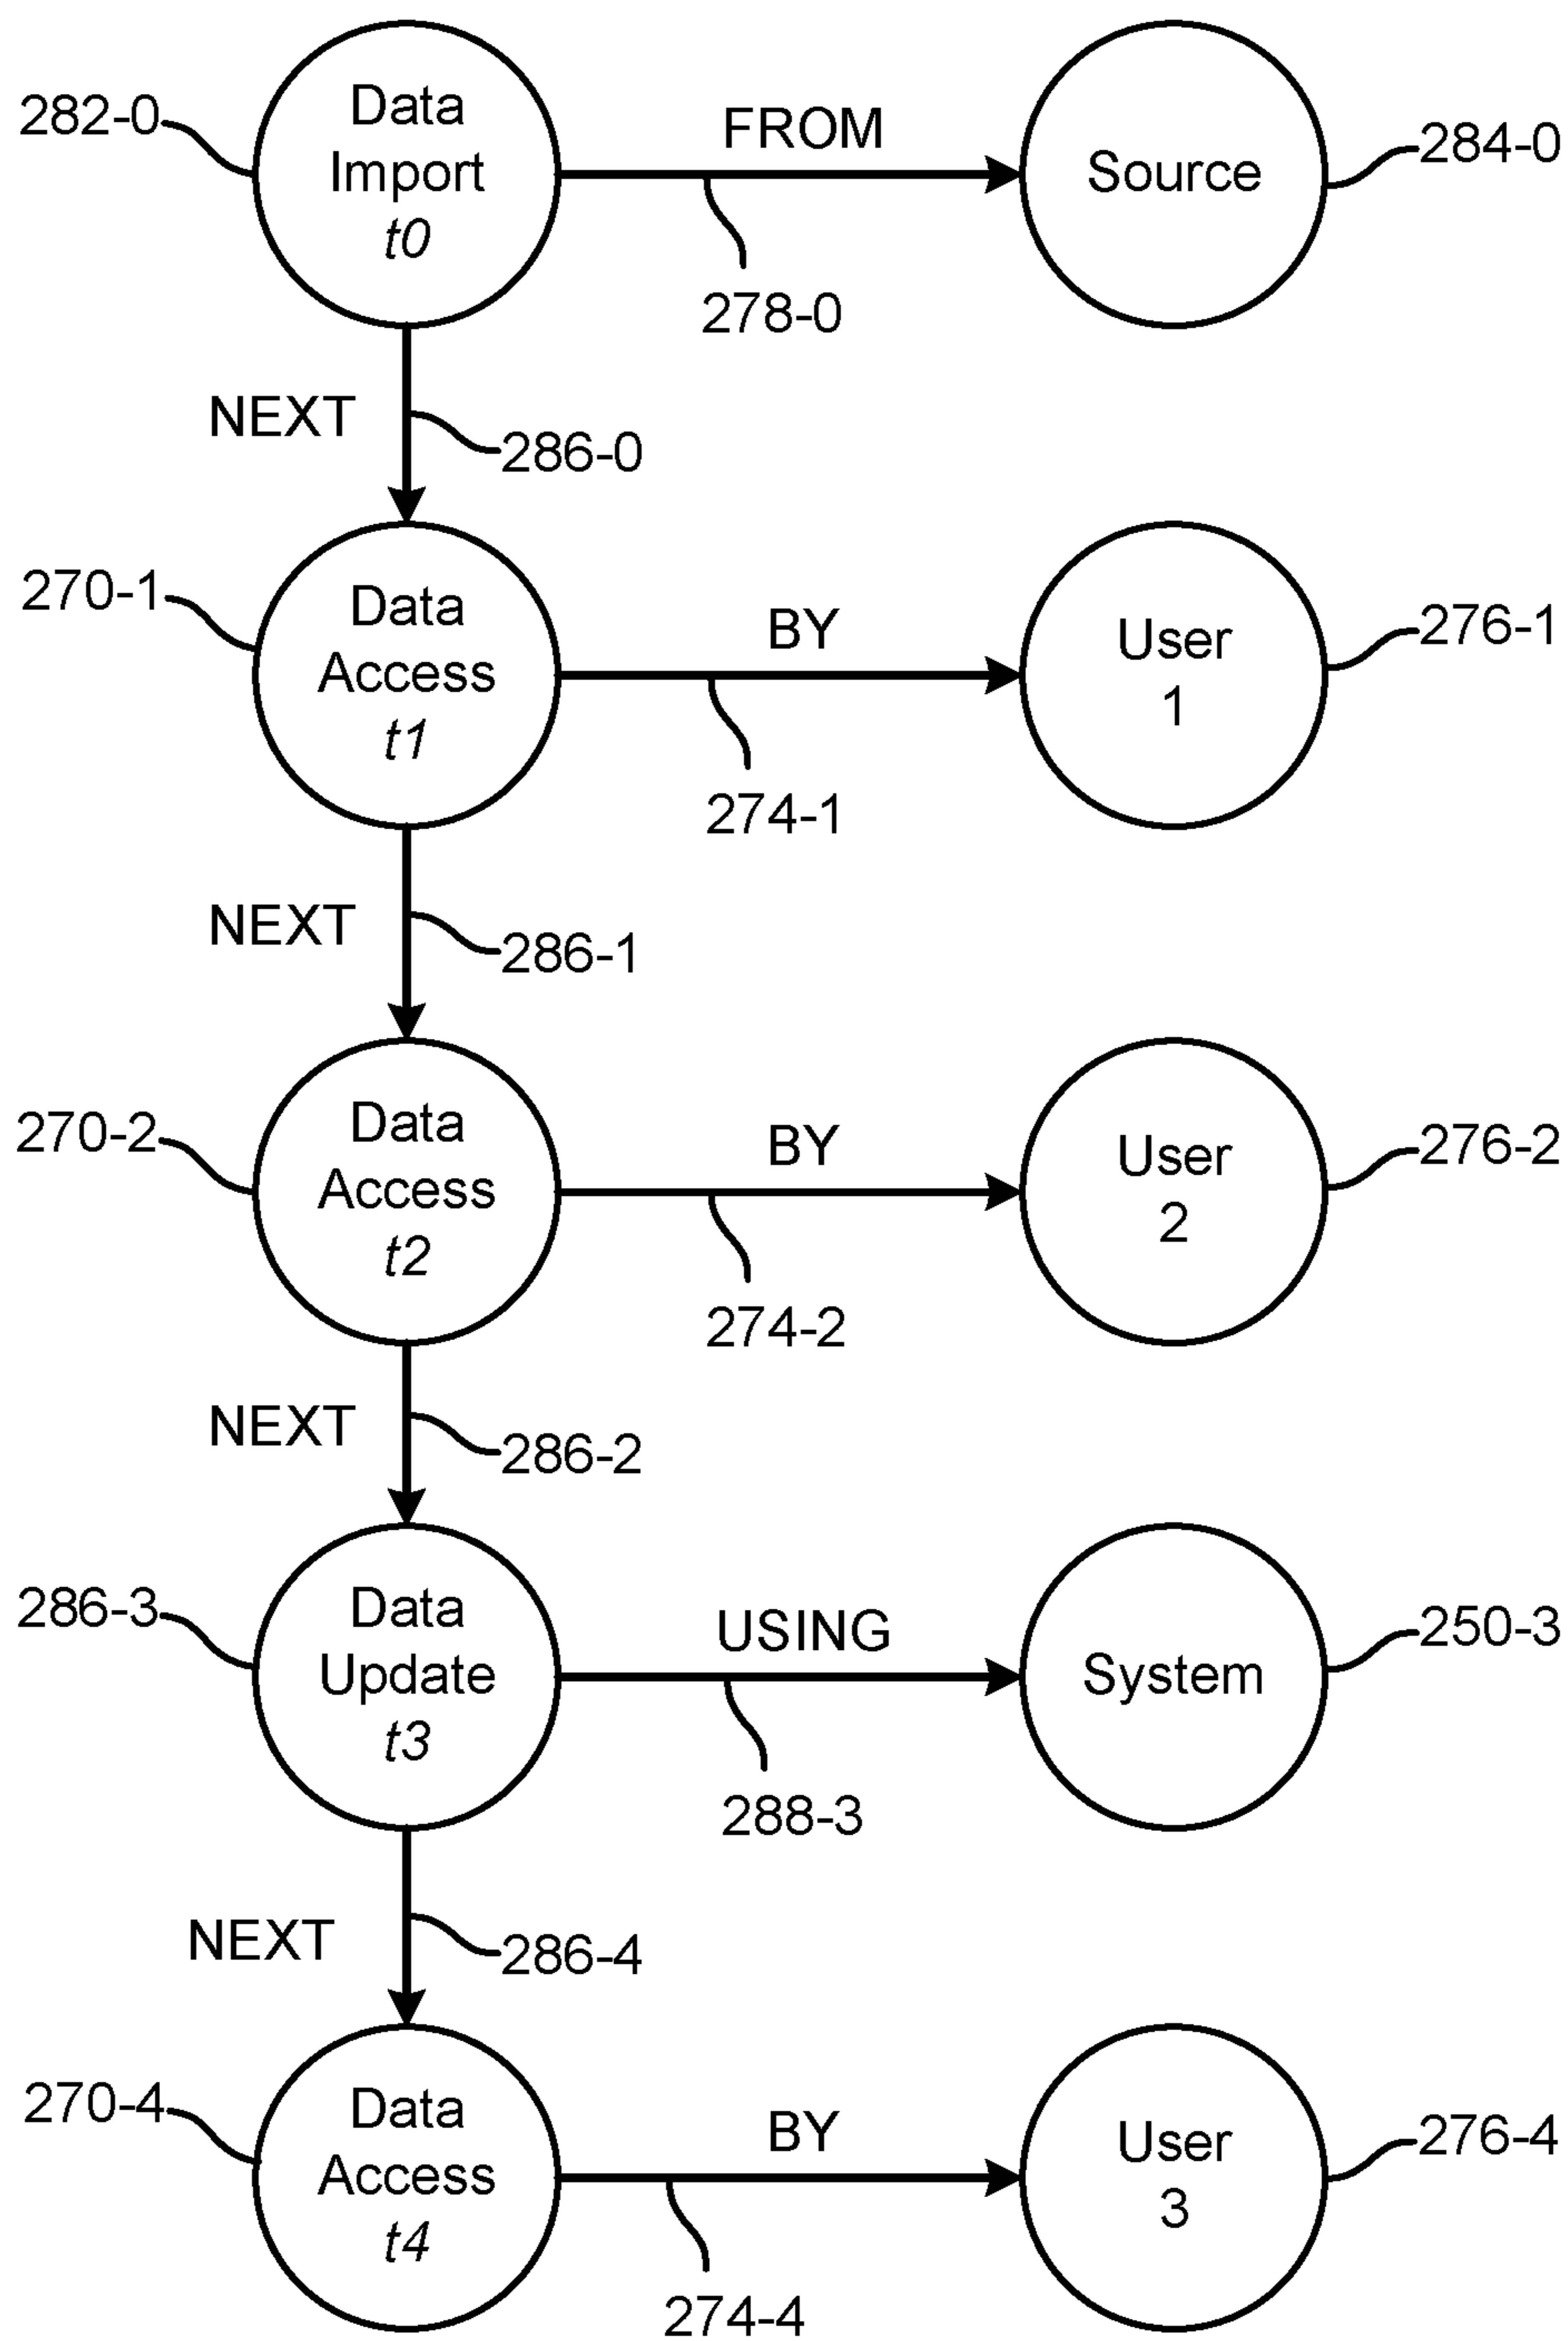 282-0
Data
Import
t0
FROM
278-0
Source
284-0
NEXT
286-0
270-1
Data
Access
t1
BY
274-1
User
1
276-1
NEXT
286-1
270-2
Data
Access
t2
BY
274-2
User
2
276-2
NEXT
286-2
286-3
Data
Update
t3
USING
288-3
System
250-3
NEXT
286-4
270-4
Data
Access
t4
BY
274-4
User
3
276-4